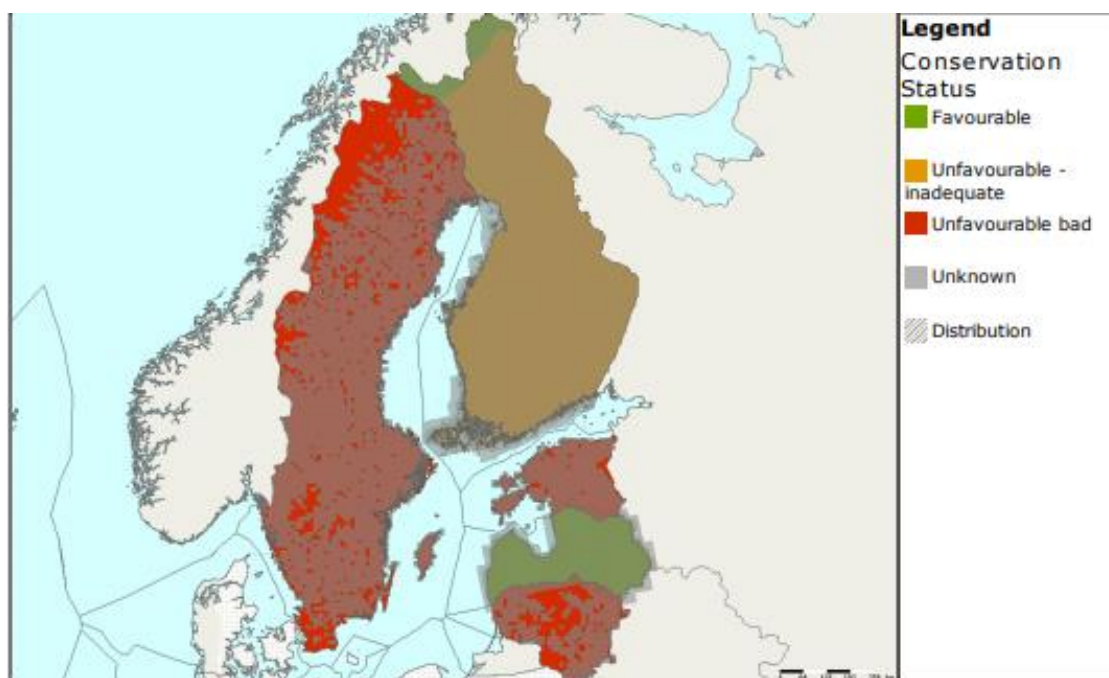 Legend
Conservation
Status
Favourable
Unfavourable -
inadequate
Unfavourable bad
Unknown
Distribution